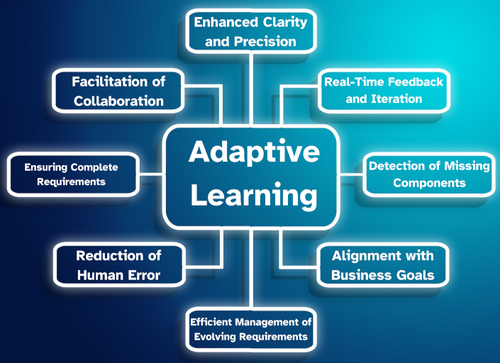 Enhanced Clarity
and Precision
Facilitation of
Collaboration
Real-Time Feedback
and Iteration
Adaptive
Learning
Ensuring Complete
Requirements
Detection of Missing
Components
Reduction of
Human Error
Alignment with
Business Goals
Efficient Management of
Evolving Requirements